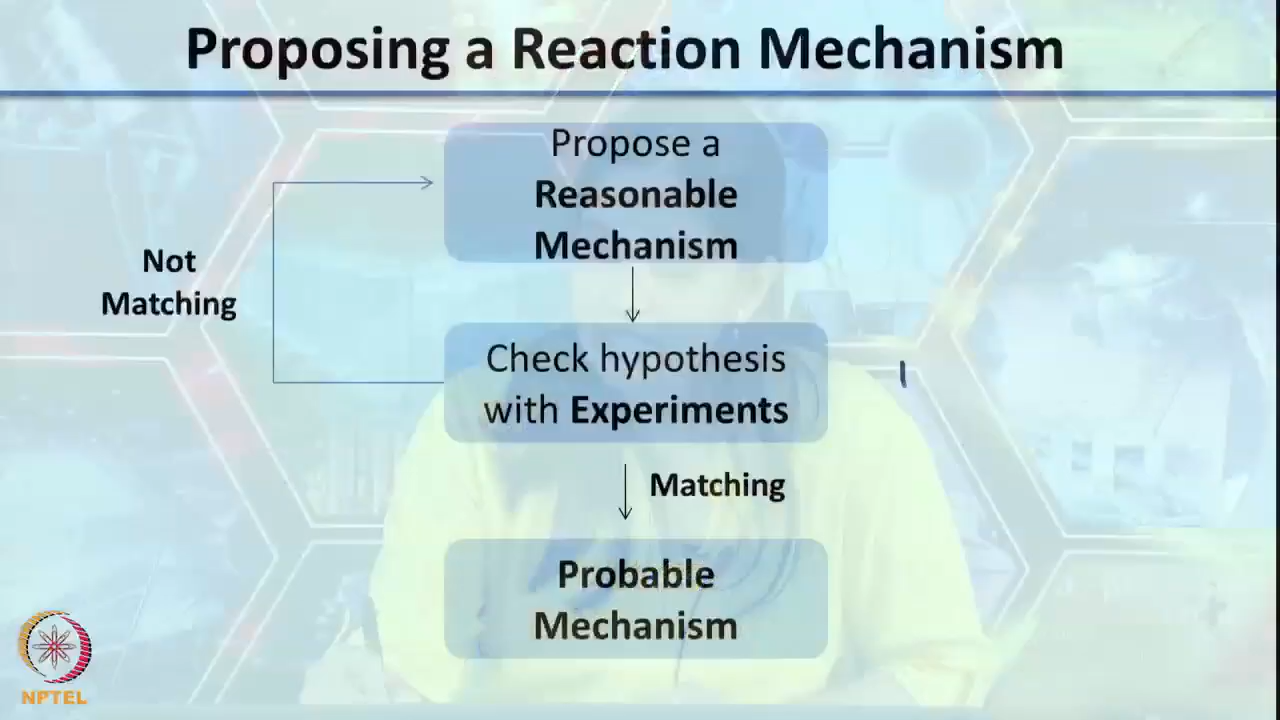 Proposing a Reaction Mechanism
Propose a
Reasonable
Mechanism
Not
Matching
Check hypothesis
with Experiments
Matching
Probable
Mechanism
NPTEL